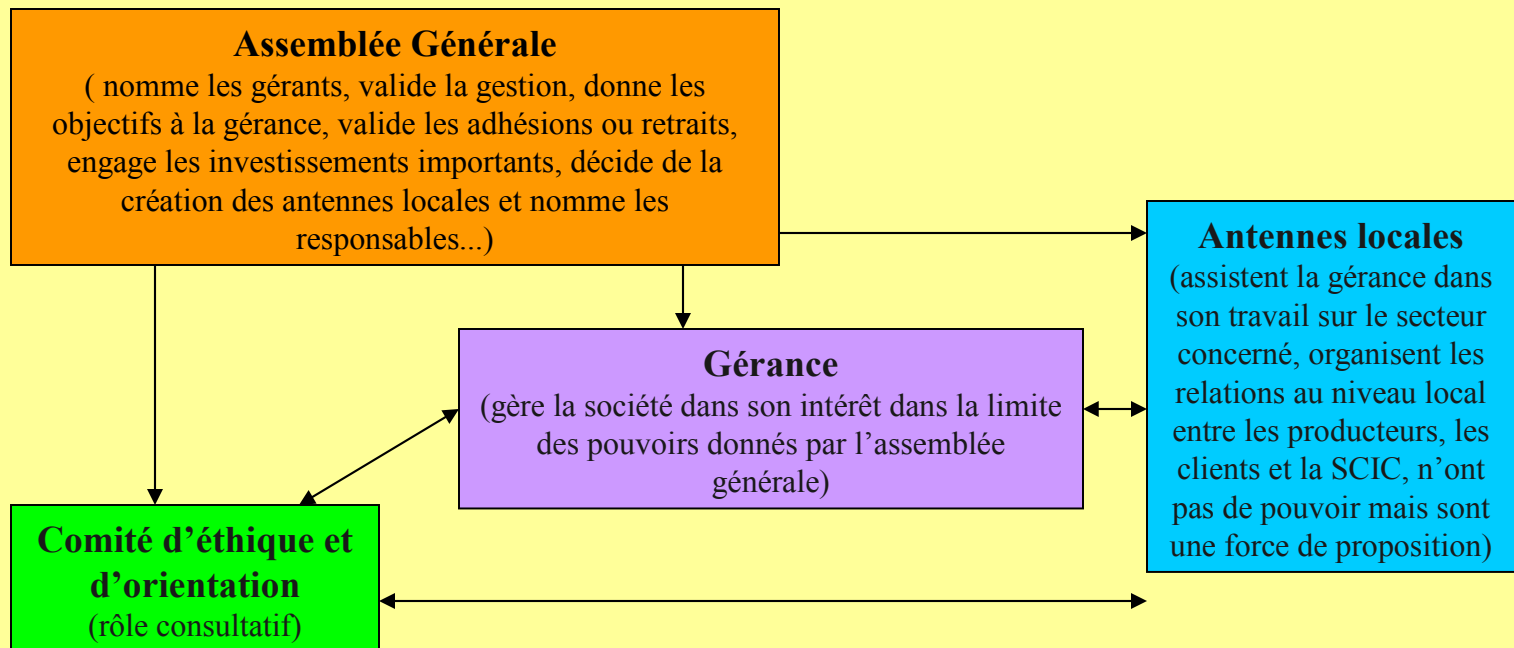 Assemblée Générale
( nomme les gérants, valide la gestion, donne les
objectifs à la gérance, valide les adhésions ou retraits,
engage les investissements importants, décide de la
création des antennes locales et nomme les
responsables...)
Antennes locales
(assistent la gérance dans
son travail sur le secteur
concerné, organisent les
relations au niveau local
entre les producteurs, les
clients et la SCIC, n’ont
pas de pouvoir mais sont
une force de proposition)
Gérance
(gère la société dans son intérêt dans la limite
des pouvoirs donnés par l’assemblée
générale)
Comité d’éthique et
d’orientation
(rôle consultatif)